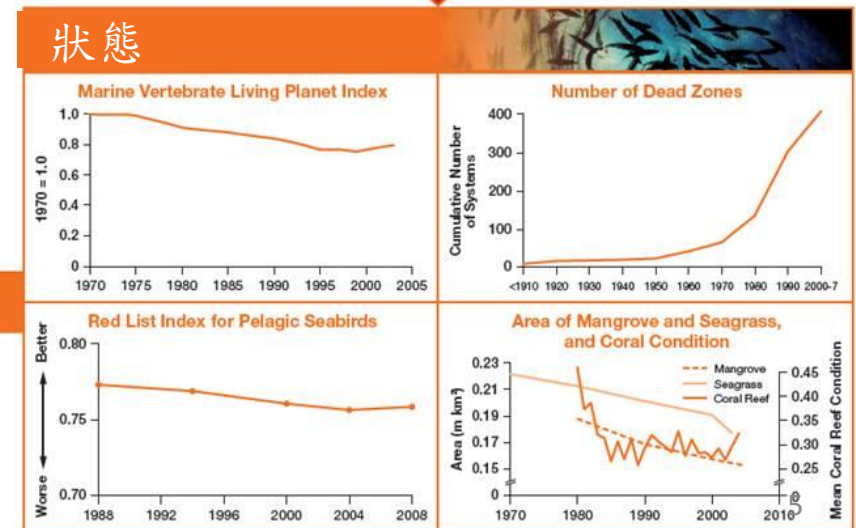 狀態
Marine Vertebrate Living Planet Index
1970 = 1.0
1.0
0.8
0.6
0.4
0.2
0
1970 1975 1980 1985 1990 1995 2000 2005
Number of Dead Zones
Cumulative Number
of Systems
400
300
200
100
0
<1910 1920 1930 1940 1950 1960 1970 1980 1990 2000-7
Red List Index for Pelagic Seabirds
Worse Better
0.80
0.75
0.70
1988 1992 1996 2000 2004 2008
Area of Mangrove and Seagrass,
and Coral Condition
Area (m km²)
0.23
0.21
0.19
0.17
0.15
0
Mangrove
Seagrass
Coral Reef
0.45
0.40
0.35
0.30
0.25
Mean Coral Reef Condition
1970 1980 1990 2000 2010